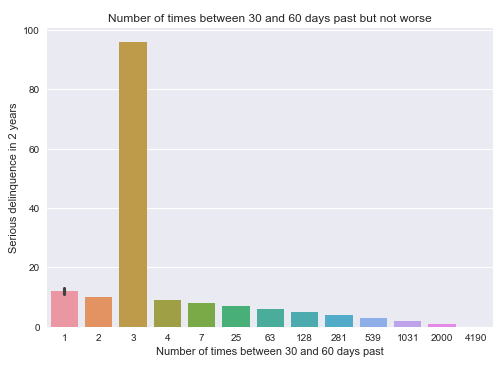 Number of times between 30 and 60 days past but not worse
100
80
60
40
20
0
Serious delinquence in 2 years
1 2 3 4 7 25 63 128 281 539 1031 2000 4190
Number of times between 30 and 60 days past